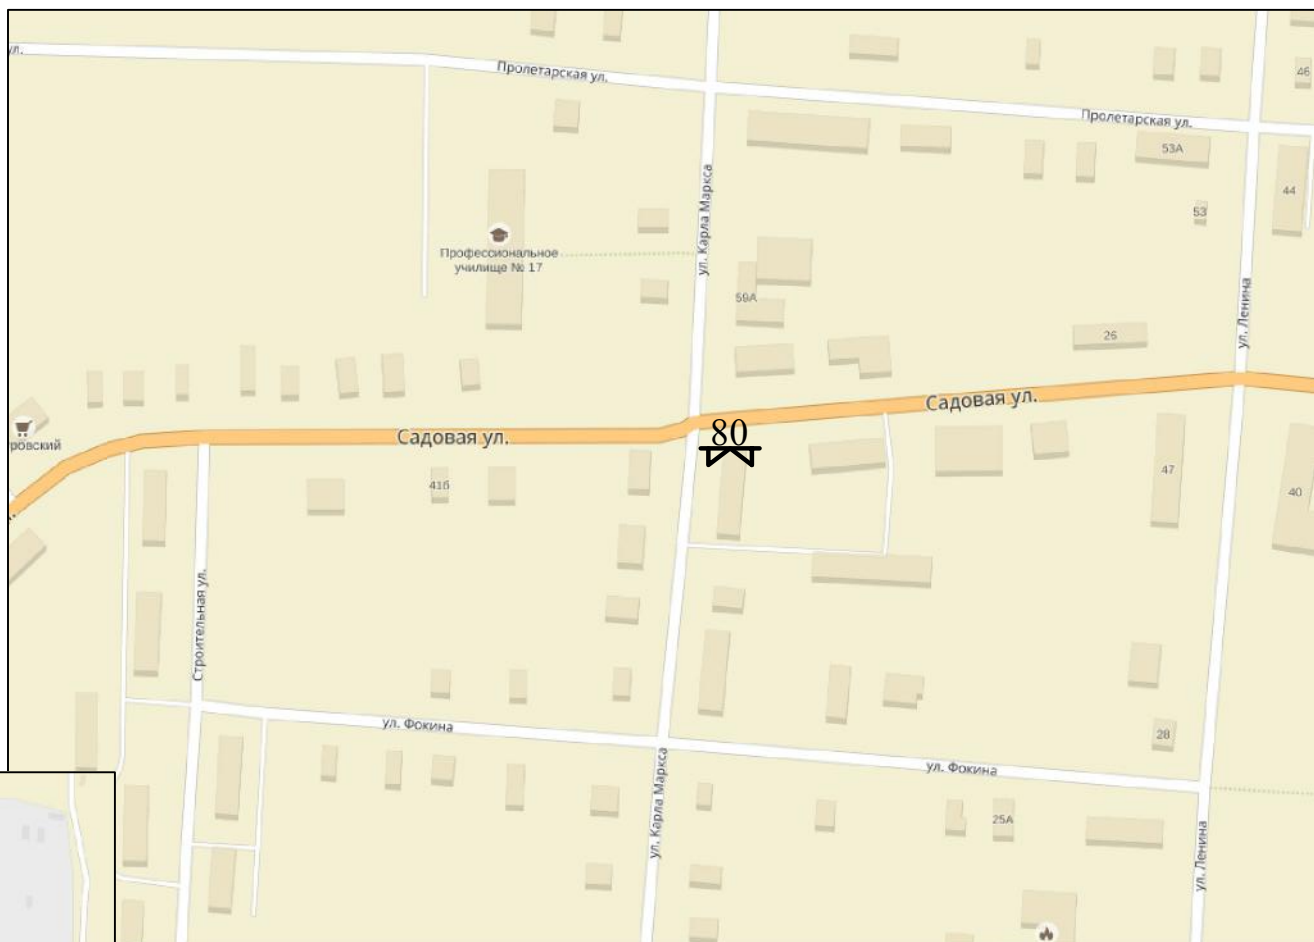 ул.
Пролетарская ул.
46
Пролетарская ул.
53А
ул. Карла Маркса
44
53
Профессиональное
училище № 17
59А
ул. Ленина
26
Садовая ул.
80
Садовая ул.
ровский
41б
47
40
Строительная ул.
ул. Фокина
28
ул. Фокина
ул. Карла Маркса
25А
ул. Ленина